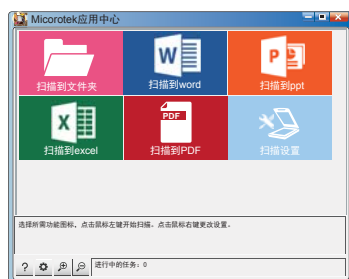 Micorotek应用中心
扫描到文件夹
W
扫描到word
P
扫描到ppt
X
扫描到excel
PDF
扫描到PDF
扫描设置
选择所需功能图标，点击鼠标左键开始扫描，点击鼠标右键更改设置。
?
进行中的任务：0